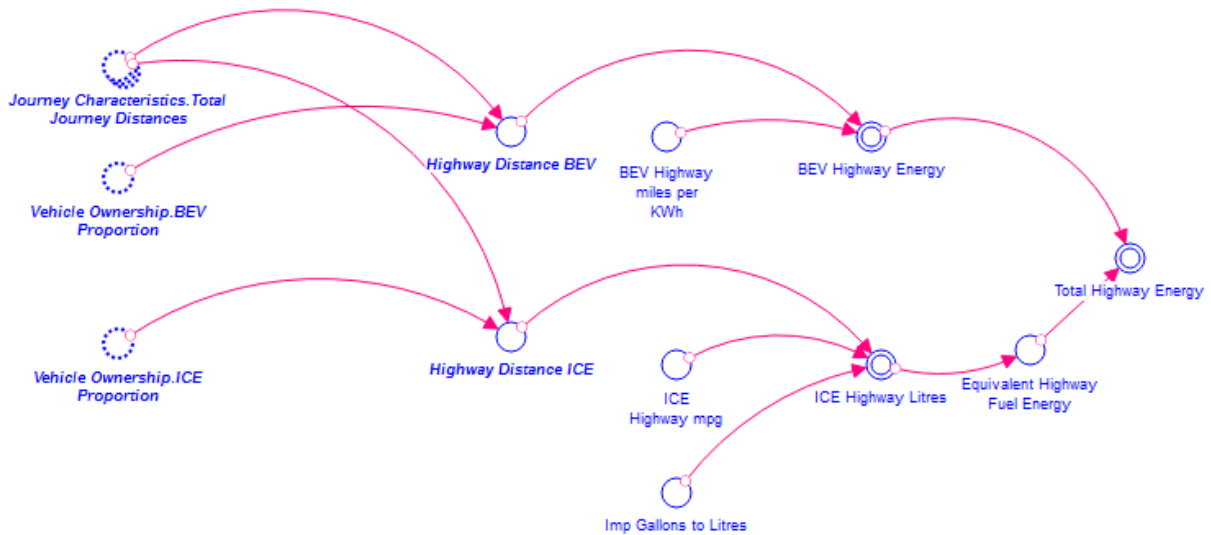 Journey Characteristics.Total
Journey Distances
Highway Distance BEV
BEV Highway
miles per
KWh
BEV Highway Energy
Vehicle Ownership.BEV
Proportion
Total Highway Energy
Vehicle Ownership.ICE
Proportion
Highway Distance ICE
ICE
Highway mpg
ICE Highway Litres
Equivalent Highway
Fuel Energy
Imp Gallons to Litres